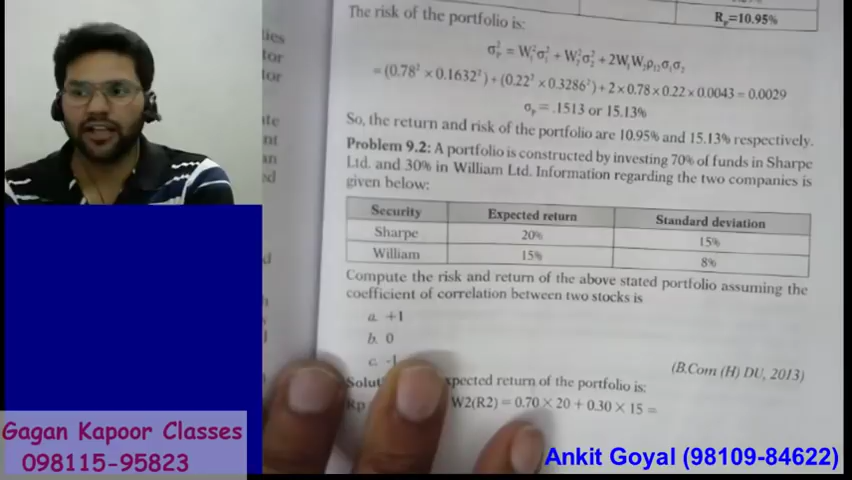 The risk of the portfolio is:
Rₚ=10.95%
σ²ₚ = W₁²σ₁² + W₂²σ₂² + 2W₁W₂ρ₁₂σ₁σ₂
= (0.78² × 0.1632²) + (0.22² × 0.3286²) + 2 × 0.78 × 0.22 × 0.0043 = 0.0029
σₚ = .1513 or 15.13%
So, the return and risk of the portfolio are 10.95% and 15.13% respectively.
Problem 9.2: A portfolio is constructed by investing 70% of funds in Sharpe
Ltd. and 30% in William Ltd. Information regarding the two companies is
given below:
Security Expected return Standard deviation
Sharpe 20% 15%
William 15% 8%
Compute the risk and return of the above stated portfolio assuming the
coefficient of correlation between two stocks is
a. +1
b. 0
c. -1
(B.Com (H) DU, 2013)
expected return of the portfolio is:
Rp W2(R2) = 0.70 × 20 + 0.30 × 15 =
Gagan Kapoor Classes
098115-95823
Ankit Goyal (98109-84622)